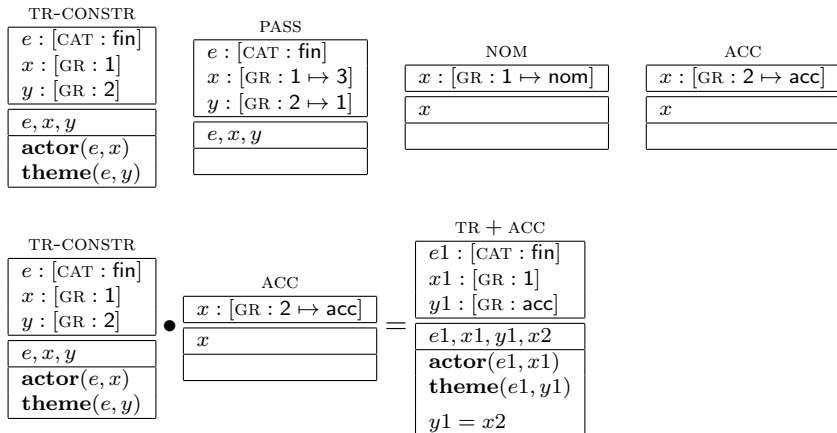 TR-CONSTR
e : [CAT : fin]
x : [GR : 1]
y : [GR : 2]
e, x, y
actor(e, x)
theme(e, y)
PASS
e : [CAT : fin]
x : [GR : 1 ↦ 3]
y : [GR : 2 ↦ 1]
e, x, y
NOM
x : [GR : 1 ↦ nom]
x
ACC
x : [GR : 2 ↦ acc]
x
TR-CONSTR
e : [CAT : fin]
x : [GR : 1]
y : [GR : 2]
e, x, y
actor(e, x)
theme(e, y)
•
ACC
x : [GR : 2 ↦ acc]
x
=
TR + ACC
e1 : [CAT : fin]
x1 : [GR : 1]
y1 : [GR : acc]
e1, x1, y1, x2
actor(e1, x1)
theme(e1, y1)
y1 = x2